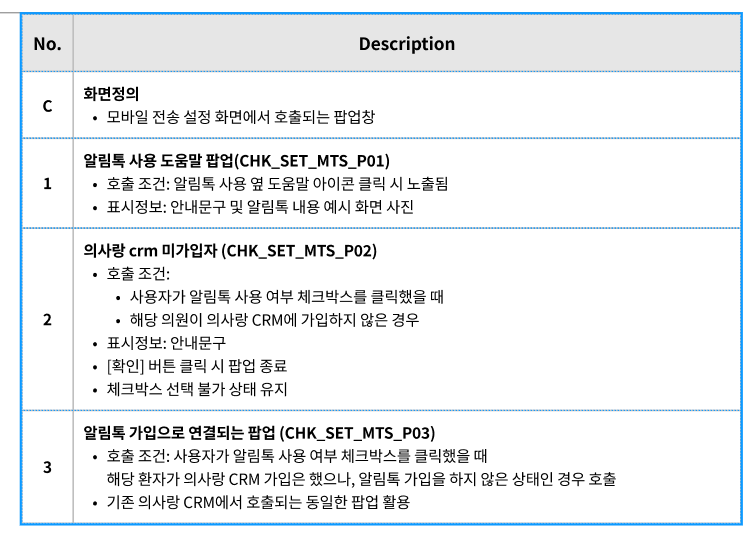 No. Description
C
화면정의
• 모바일 전송 설정 화면에서 호출되는 팝업창
1
알림톡 사용 도움말 팝업(CHK_SET_MTS_P01)
• 호출 조건: 알림톡 사용 옆 도움말 아이콘 클릭 시 노출됨
• 표시정보: 안내문구 및 알림톡 내용 예시 화면 사진
2
의사랑 crm 미가입자 (CHK_SET_MTS_P02)
• 호출 조건:
• 사용자가 알림톡 사용 여부 체크박스를 클릭했을 때
• 해당 의원이 의사랑 CRM에 가입하지 않은 경우
• 표시정보: 안내문구
• [확인] 버튼 클릭 시 팝업 종료
• 체크박스 선택 불가 상태 유지
3
알림톡 가입으로 연결되는 팝업 (CHK_SET_MTS_P03)
• 호출 조건: 사용자가 알림톡 사용 여부 체크박스를 클릭했을 때
해당 환자가 의사랑 CRM 가입은 했으나, 알림톡 가입을 하지 않은 상태인 경우 호출
• 기존 의사랑 CRM에서 호출되는 동일한 팝업 활용